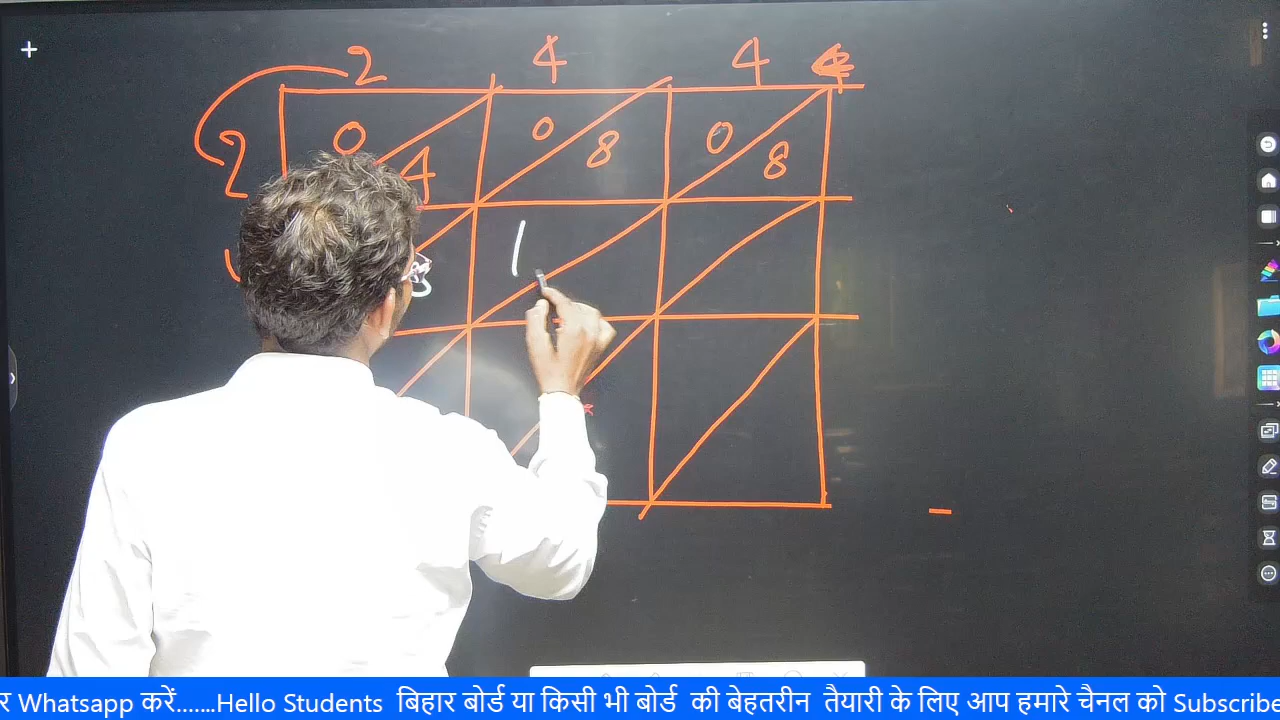 2 4 4
2 0 4 0 8 0 8
8 1
र Whatsapp करें.......Hello Students बिहार बोर्ड या किसी भी बोर्ड की बेहतरीन तैयारी के लिए आप हमारे चैनल को Subscribe